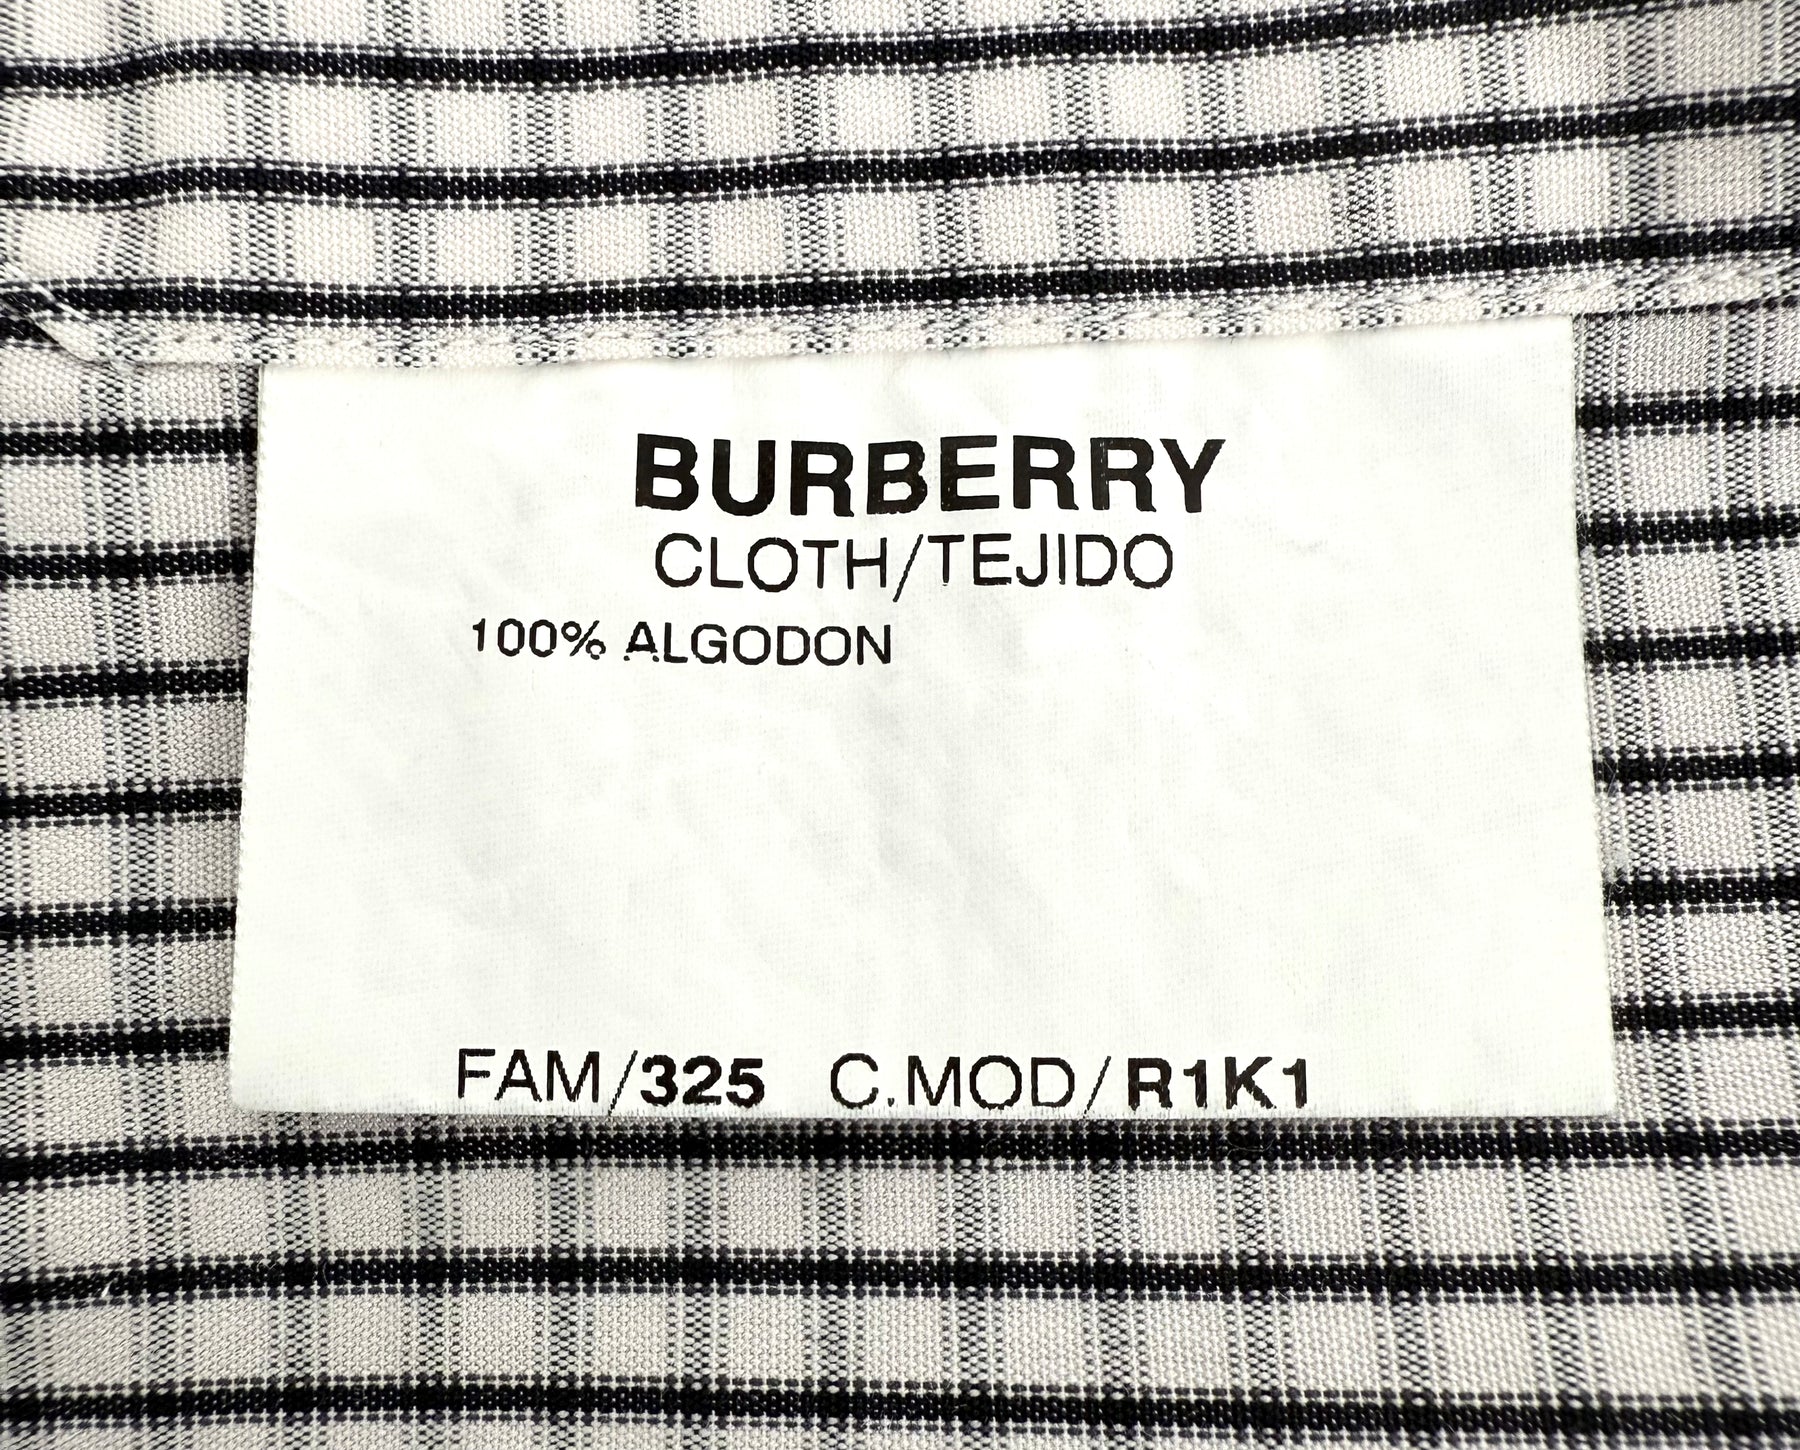 BURBERRY
CLOTH/TEJIDO
100% ALGODON
FAM/325 C.MOD/R1K1